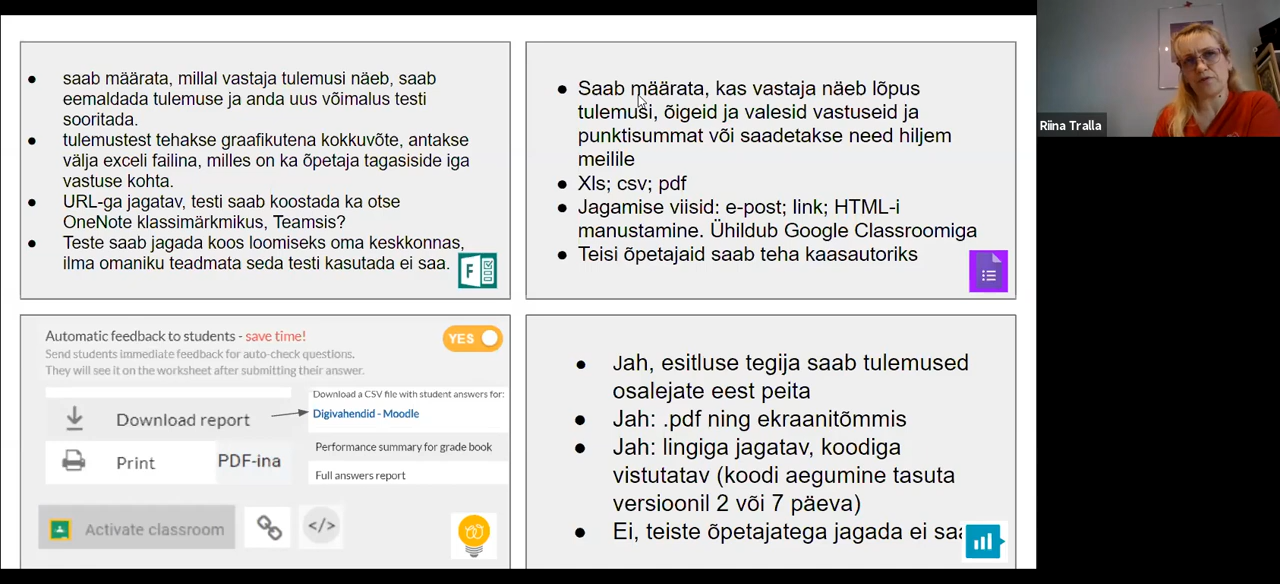 saab määrata, millal vastaja tulemusi näeb, saab
eemaldada tulemuse ja anda uus võimalus testi
sooritada.
tulemustest tehakse graafikutena kokkuvõte, antakse
välja exceli failina, milles on ka õpetaja tagasiside iga
vastuse kohta.
URL-ga jagatav, testi saab koostada ka otse
OneNote klassimärkmikus, Teamsis?
Teste saab jagada koos loomiseks oma keskkonnas,
ilma omaniku teadmata seda testi kasutada ei saa.
F
Saab määrata, kas vastaja näeb lõpus
tulemusi, õigeid ja valesid vastuseid ja
punktisummat või saadetakse need hiljem
meilile
Xls; csv; pdf
Jagamise viisid: e-post; link; HTML-i
manustamine. Ühildub Google Classroomiga
Teisi õpetajaid saab teha kaasautoriks
Riina Tralla
Automatic feedback to students - save time!
YES
Send students immediate feedback for auto-check questions.
They will see it on the worksheet after submitting their answer.
Download report
Download a CSV file with student answers for:
Digivahendid - Moodle
Print
PDF-ina
Performance summary for grade book
Full answers report
Activate classroom
</>
Jah, esitluse tegija saab tulemused
osalejate eest peita
Jah: .pdf ning ekraanitõmmis
Jah: lingiga jagatav, koodiga
vistutatav (koodi aegumine tasuta
versioonil 2 või 7 päeva)
Ei, teiste õpetajatega jagada ei saa